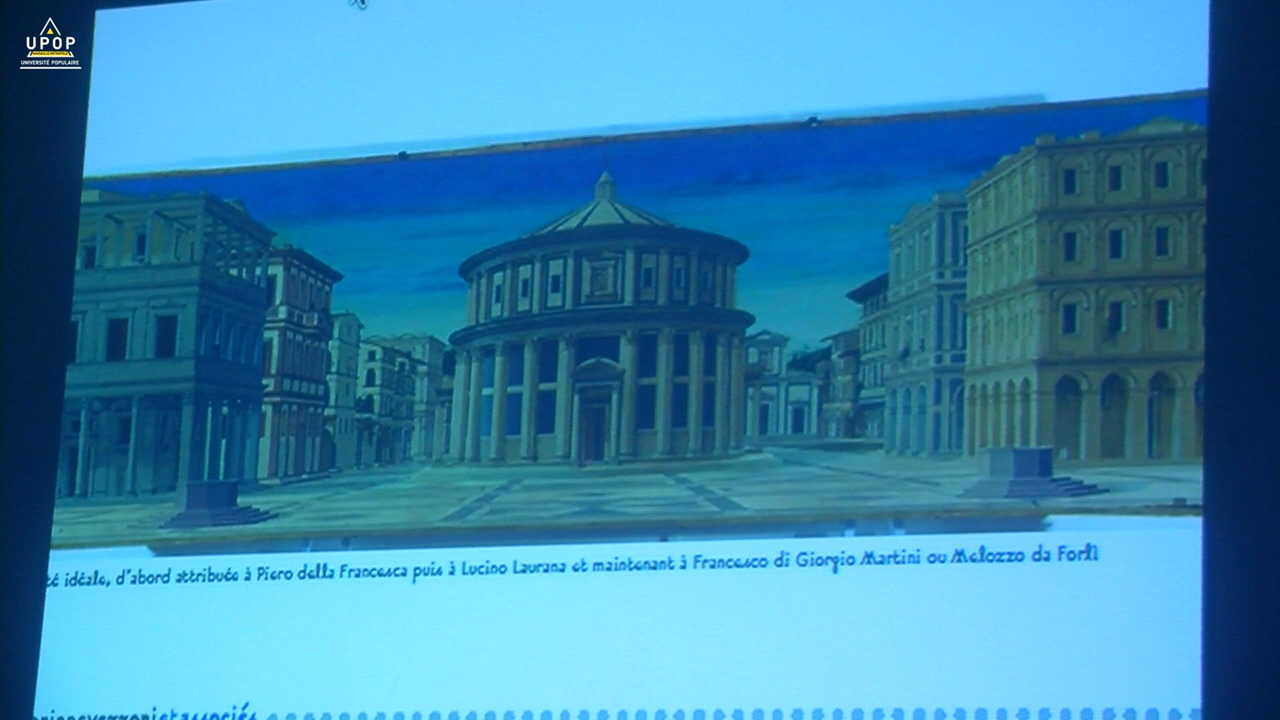 UPOP
UNIVERSITÉ POPULAIRE
té idéale, d'abord attribuée à Piero della Francesca puis à Lucino Laurana et maintenant à Francesco di Giorgio Martini ou Melozzo da Forlì
etassociés